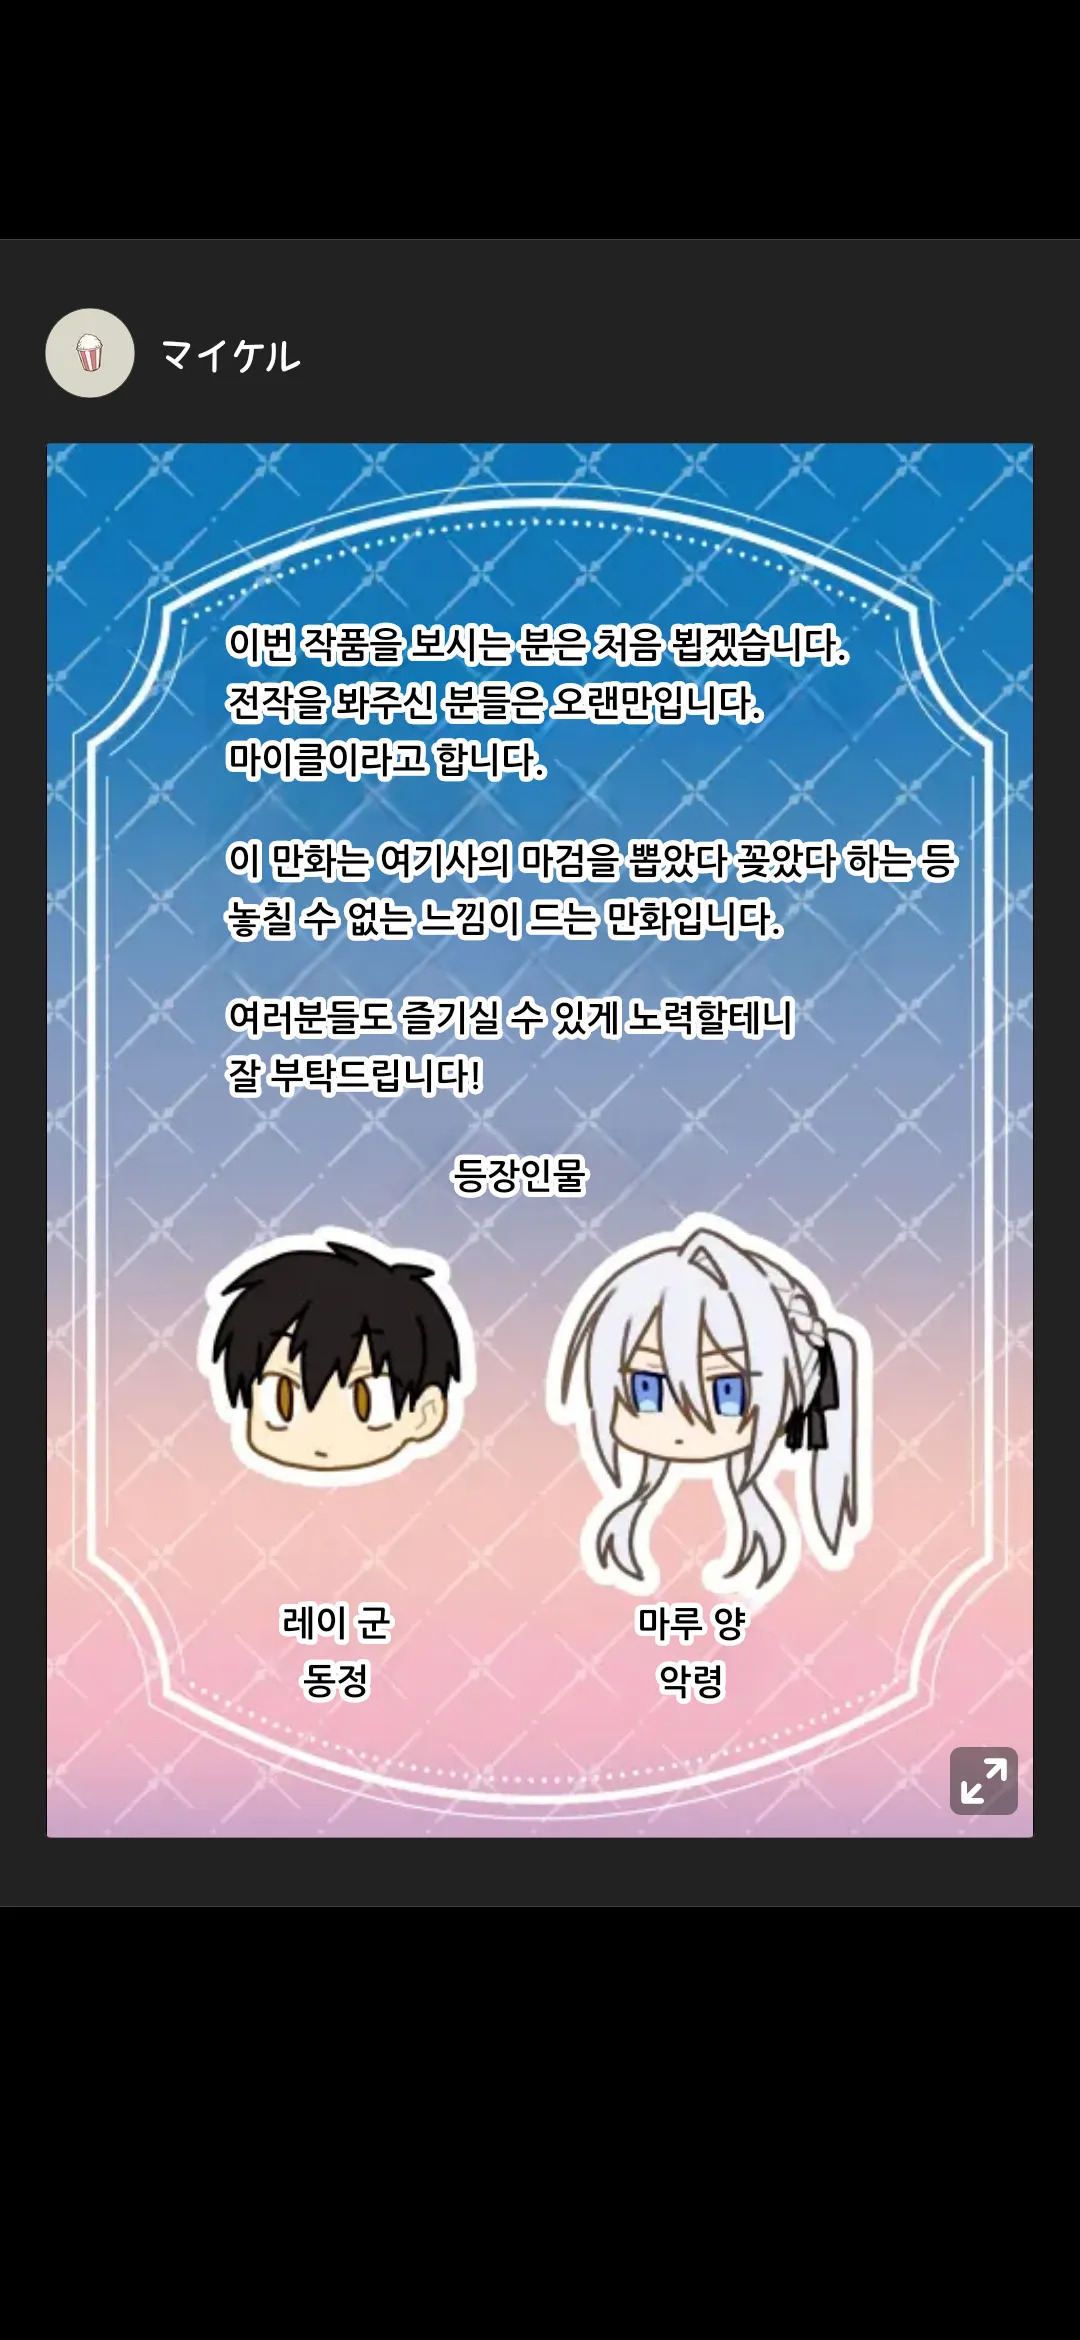 マイケル
이번 작품을 보시는 분은 처음 뵙겠습니다.
전작을 봐주신 분들은 오랜만입니다.
마이클이라고 합니다.
이 만화는 여기사의 마검을 뽑았다 꽂았다 하는 등
놓칠 수 없는 느낌이 드는 만화입니다.
여러분들도 즐기실 수 있게 노력할테니
잘 부탁드립니다!
등장인물
레이 군
동정
마루 양
악령